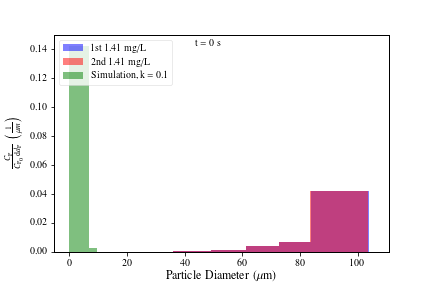 t = 0 s
1st 1.41 mg/L
2nd 1.41 mg/L
Simulation, k = 0.1
0.14
0.12
0.10
0.08
0.06
0.04
0.02
0.00
0 20 40 60 80 100
Particle Diameter (μm)